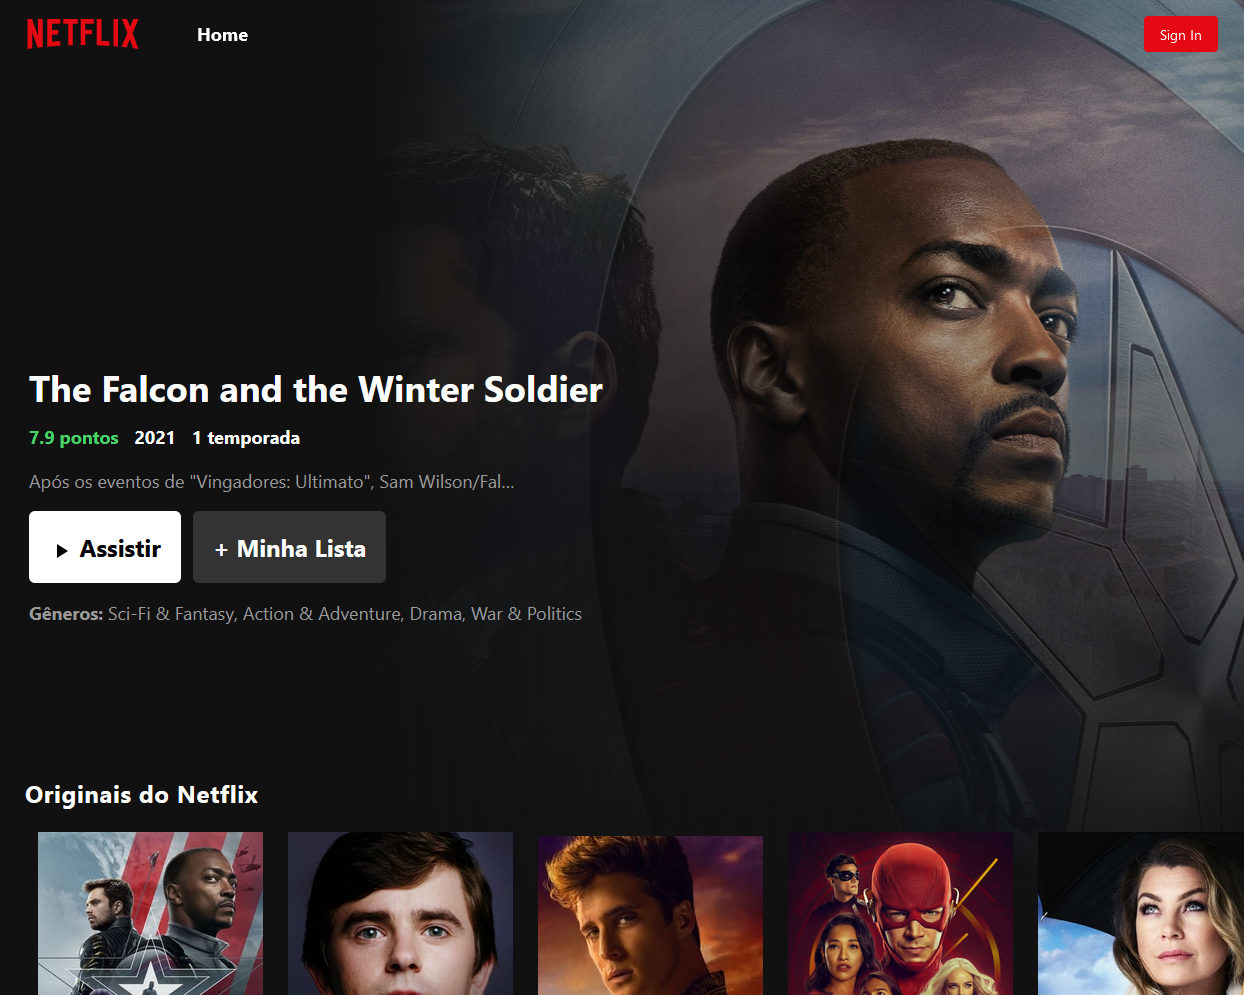 NETFLIX
Home
Sign In
The Falcon and the Winter Soldier
7.9 pontos 2021 1 temporada
Após os eventos de "Vingadores: Ultimato", Sam Wilson/Fal...
Assistir
+ Minha Lista
Gêneros: Sci-Fi & Fantasy, Action & Adventure, Drama, War & Politics
Originais do Netflix